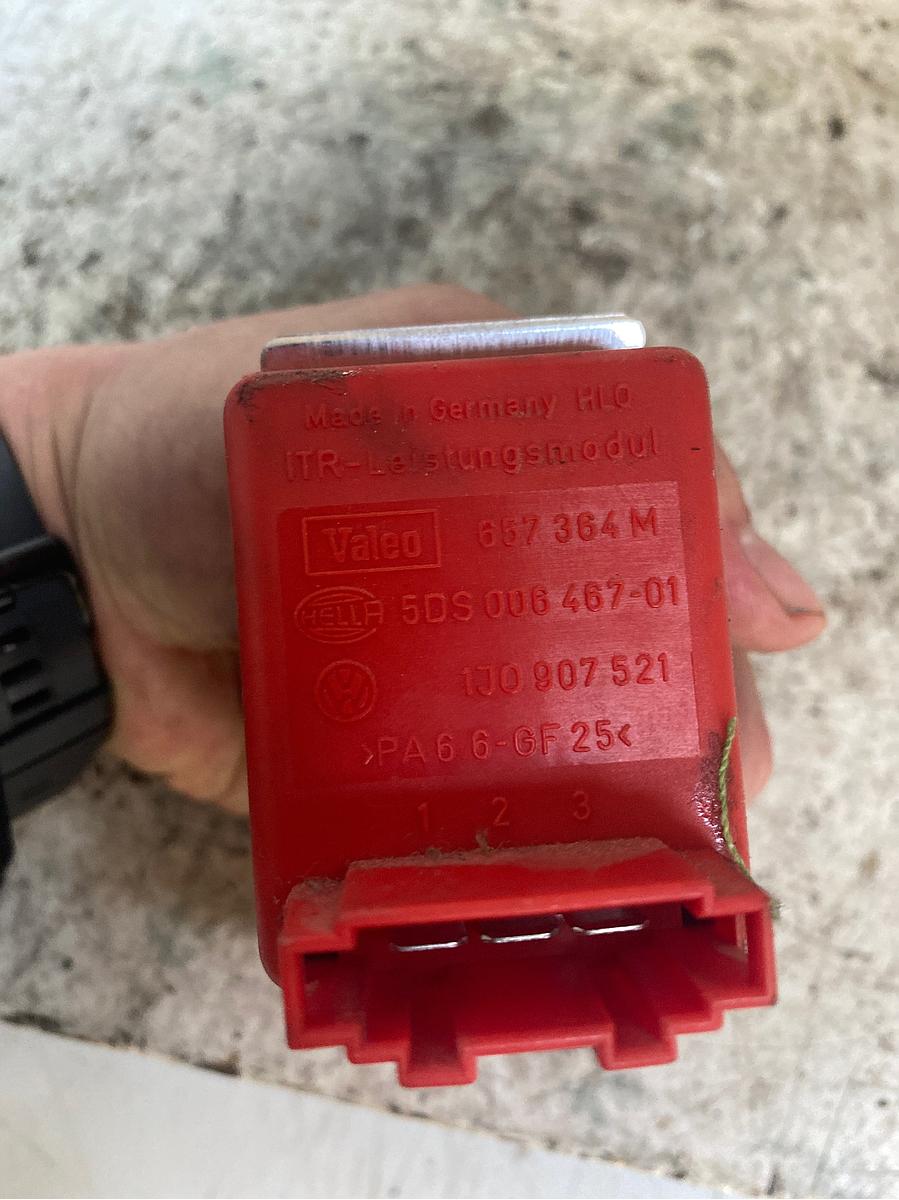 Made in Germany HLO
ITR-Leistungsmodul
Valeo 657 364 M
HELLA 5DS 006 467-01
VW 1J0 907 521
>PA 6 6-GF 25<
1 2 3